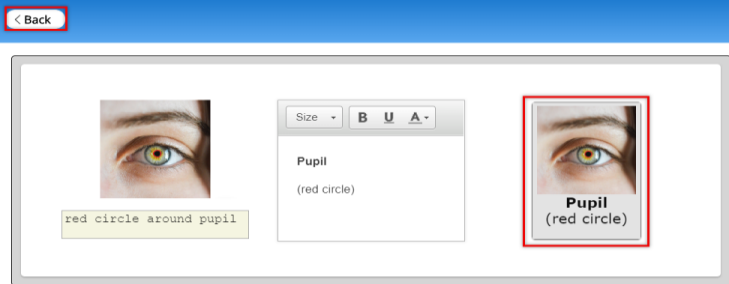 < Back
red circle around pupil
Size B U A
Pupil
(red circle)
Pupil
(red circle)